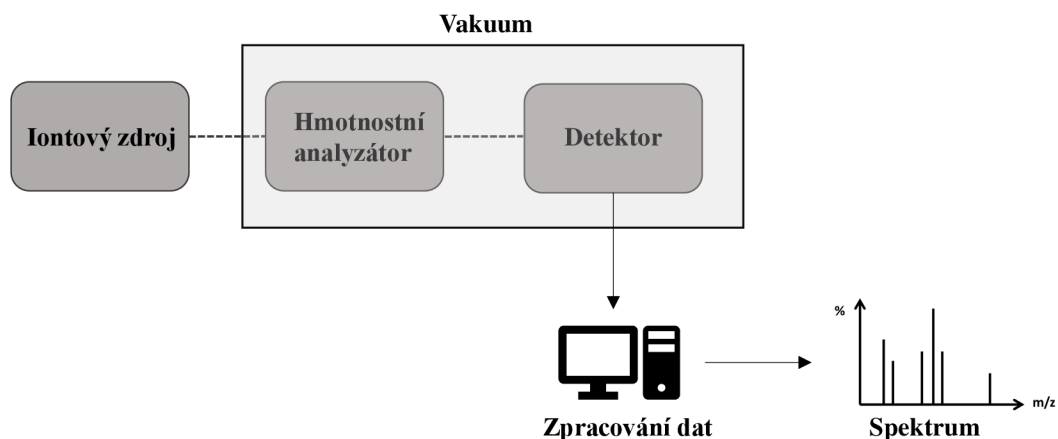 Vakuum
Iontový zdroj
Hmotnostní
analyzátor
Detektor
%
m/z
Zpracování dat
Spektrum